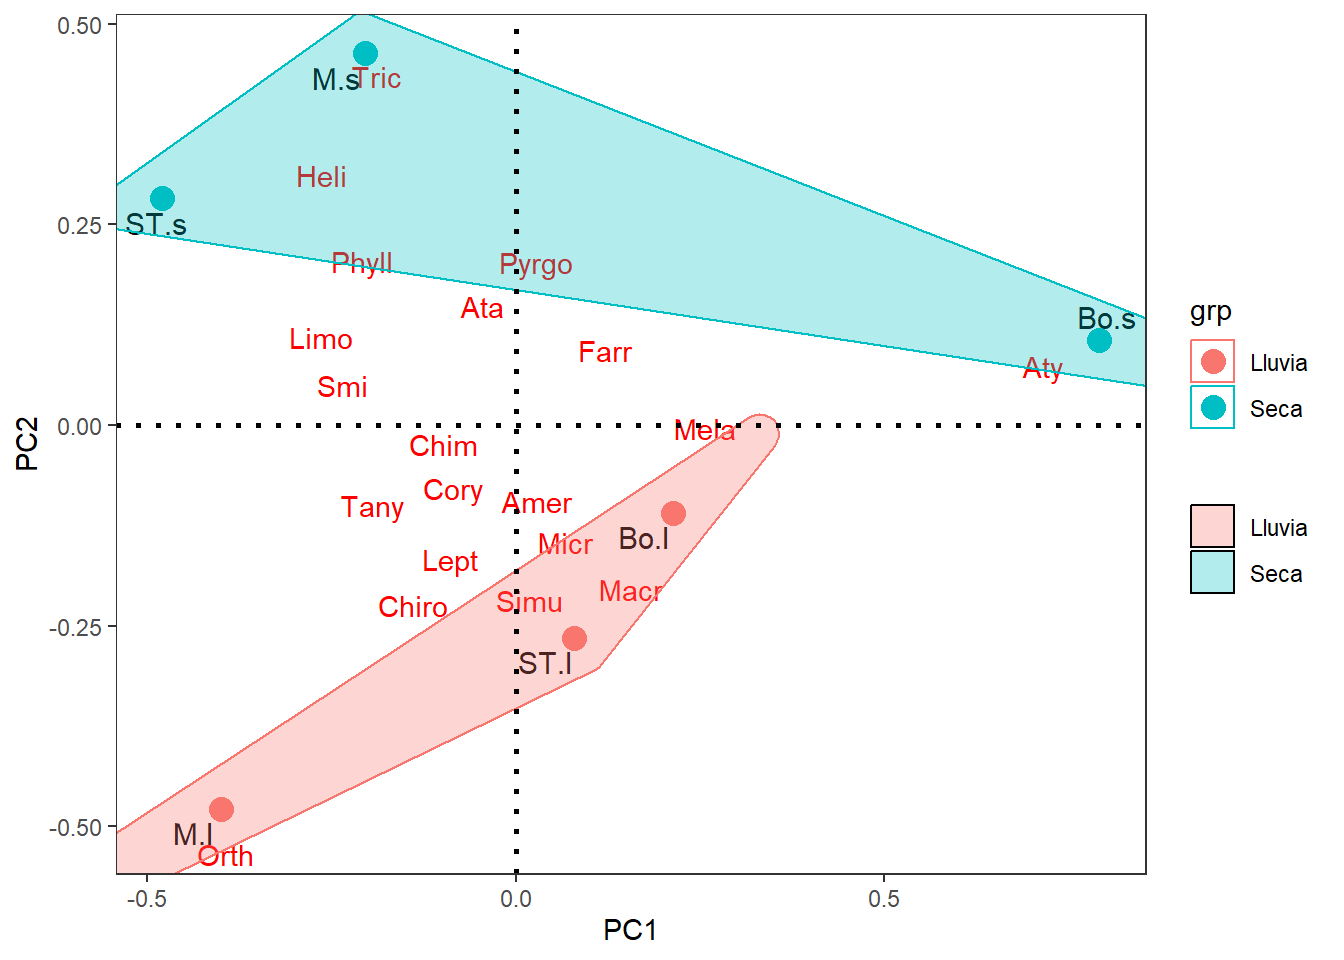 0.50
M.s
Tric
Heli
ST.s
0.25
Phyll
Pyrgo
Ata
Bo.s
Limo
Farr
Aty
Smi
0.00
Mela
Chim
Cory
Tany
Amer
Bo.l
Micr
Lept
Macr
Simu
Chiro
-0.25
ST.l
-0.50
M.l
Orth
-0.5
0.0
0.5
PC1
PC2
grp
Lluvia
Seca
Lluvia
Seca